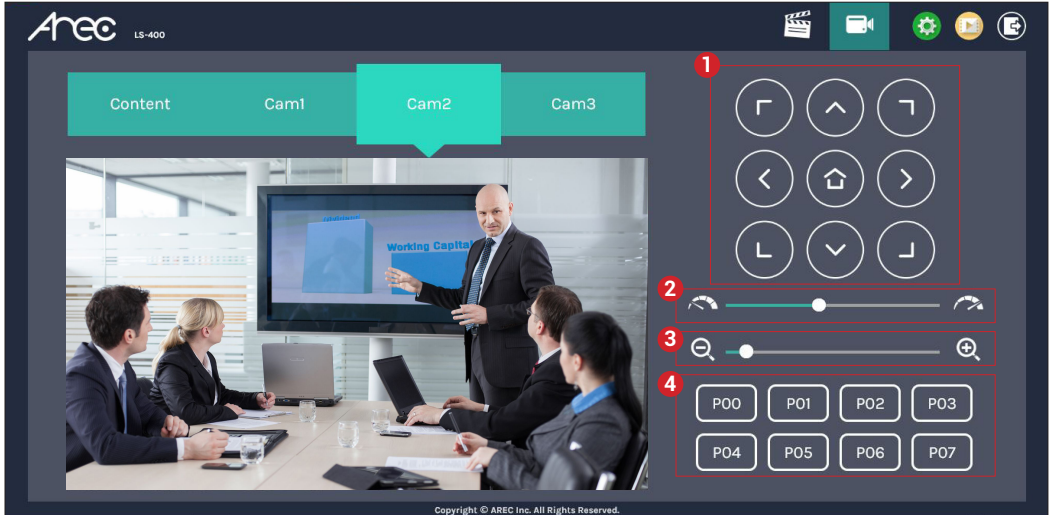 Arec LS-400
Content Cam1 Cam2 Cam3
Working Capital
1
2
3
4
P00 P01 P02 P03
P04 P05 P06 P07
Copyright © AREC Inc. All Rights Reserved.